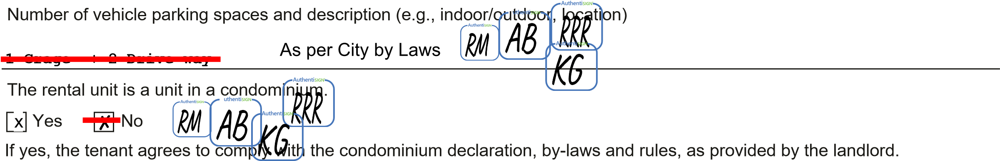 Number of vehicle parking spaces and description (e.g., indoor/outdoor, location)
AuthentiSIGN RM uthentiSIGN AB AuthentiSIGN RRR
1 Grage + 2 Drive way As per City by Laws
AuthentiSIGN KG
The rental unit is a unit in a condominium.
AuthentiSIGN RRR
[x] Yes x No AuthentiSIGN RM uthentiSIGN AB AuthentiSIGN KG
If yes, the tenant agrees to comply with the condominium declaration, by-laws and rules, as provided by the landlord.